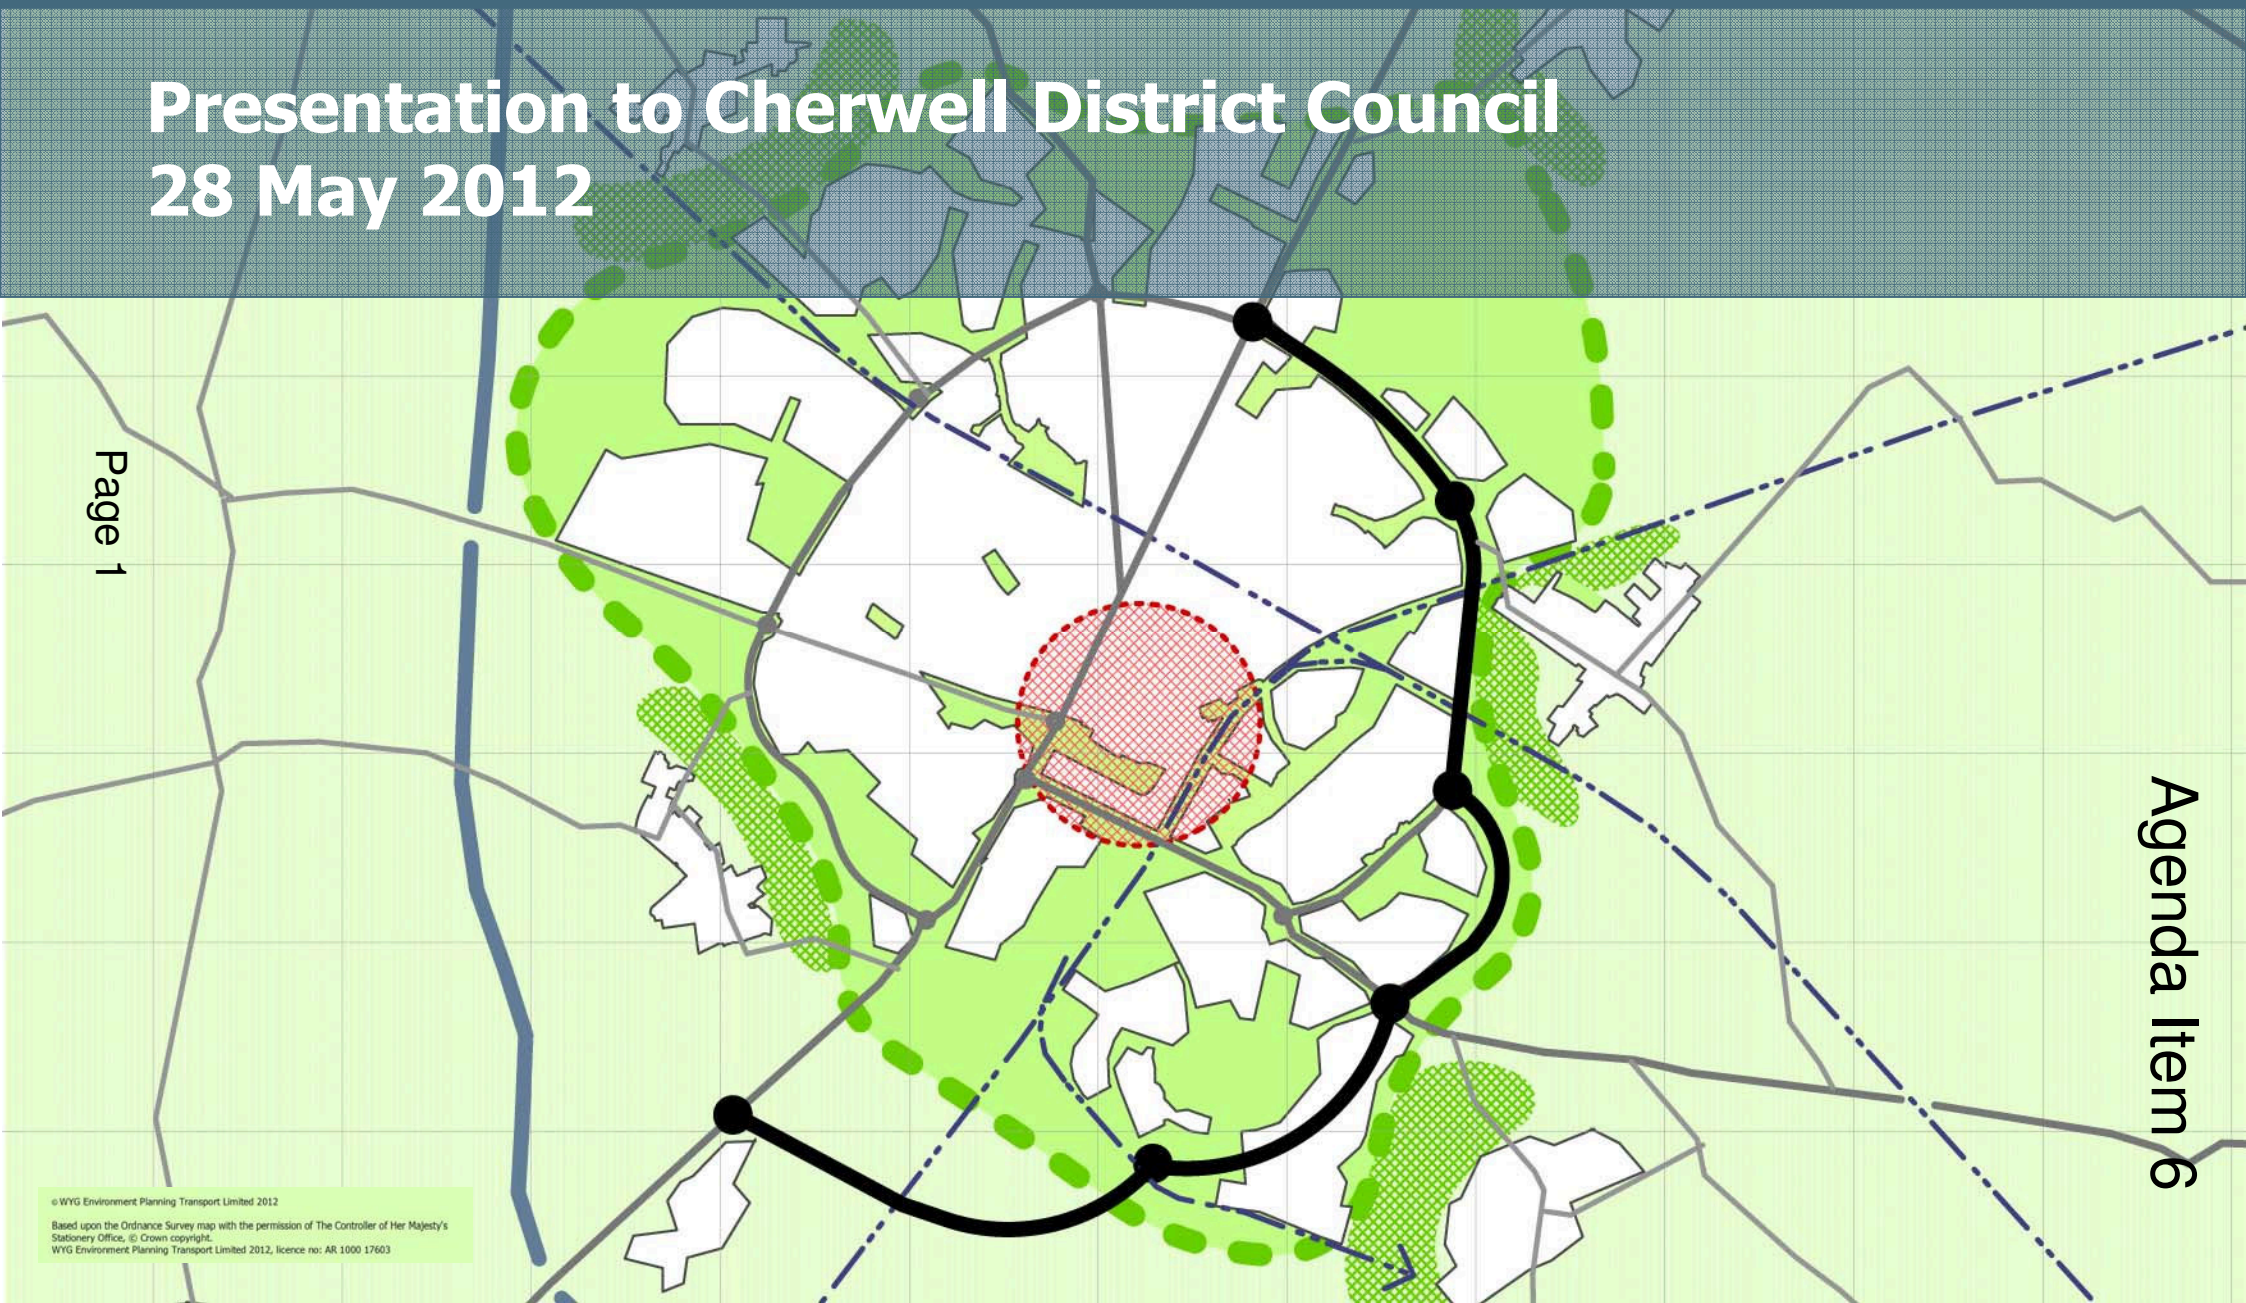 Presentation to Cherwell District Council
28 May 2012
Page 1
Agenda Item 6
© WYG Environment Planning Transport Limited 2012
Based upon the Ordnance Survey map with the permission of The Controller of Her Majesty's
Stationery Office, © Crown copyright.
WYG Environment Planning Transport Limited 2012, licence no: AR 1000 17603